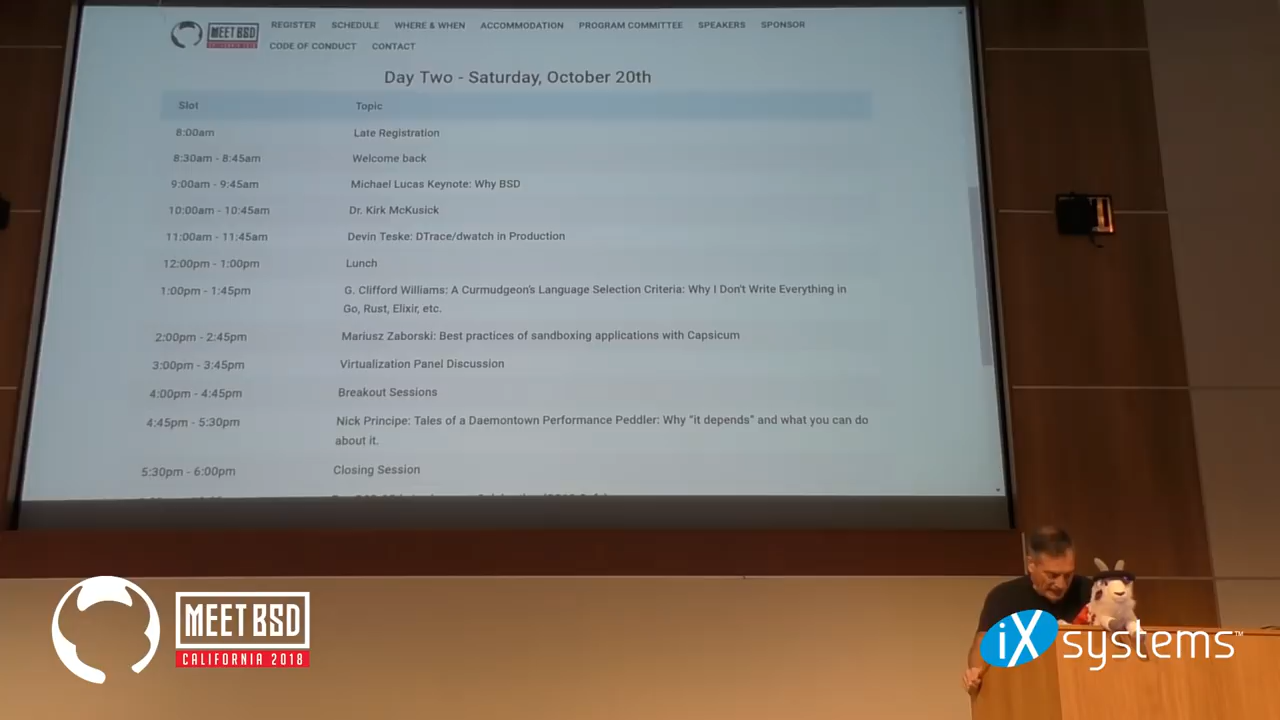 MEET BSD
CALIFORNIA 2018
REGISTER SCHEDULE WHERE & WHEN ACCOMMODATION PROGRAM COMMITTEE SPEAKERS SPONSOR
CODE OF CONDUCT CONTACT
Day Two - Saturday, October 20th
Slot Topic
8:00am Late Registration
8:30am - 8:45am Welcome back
9:00am - 9:45am Michael Lucas Keynote: Why BSD
10:00am - 10:45am Dr. Kirk McKusick
11:00am - 11:45am Devin Teske: DTrace/dwatch in Production
12:00pm - 1:00pm Lunch
1:00pm - 1:45pm G. Clifford Williams: A Curmudgeon's Language Selection Criteria: Why I Don't Write Everything in
Go, Rust, Elixir, etc.
2:00pm - 2:45pm Mariusz Zaborski: Best practices of sandboxing applications with Capsicum
3:00pm - 3:45pm Virtualization Panel Discussion
4:00pm - 4:45pm Breakout Sessions
4:45pm - 5:30pm Nick Principe: Tales of a Daemontown Performance Peddler: Why "it depends" and what you can do
about it.
5:30pm - 6:00pm Closing Session
MEET BSD
CALIFORNIA 2018
iX systems™